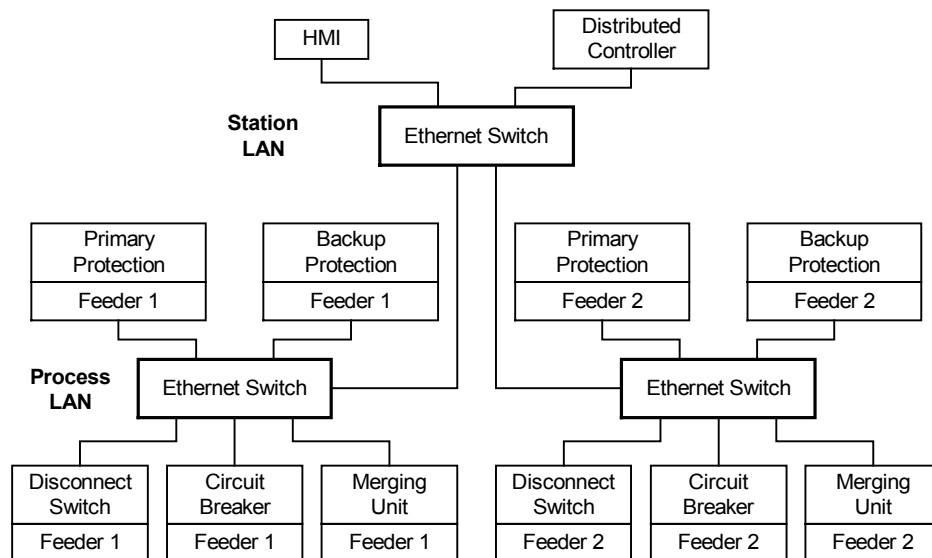 HMI
Distributed
Controller
Station
LAN
Ethernet Switch
Primary
Protection
Feeder 1
Backup
Protection
Feeder 1
Primary
Protection
Feeder 2
Backup
Protection
Feeder 2
Process
LAN
Ethernet Switch
Ethernet Switch
Disconnect
Switch
Feeder 1
Circuit
Breaker
Feeder 1
Merging
Unit
Feeder 1
Disconnect
Switch
Feeder 2
Circuit
Breaker
Feeder 2
Merging
Unit
Feeder 2